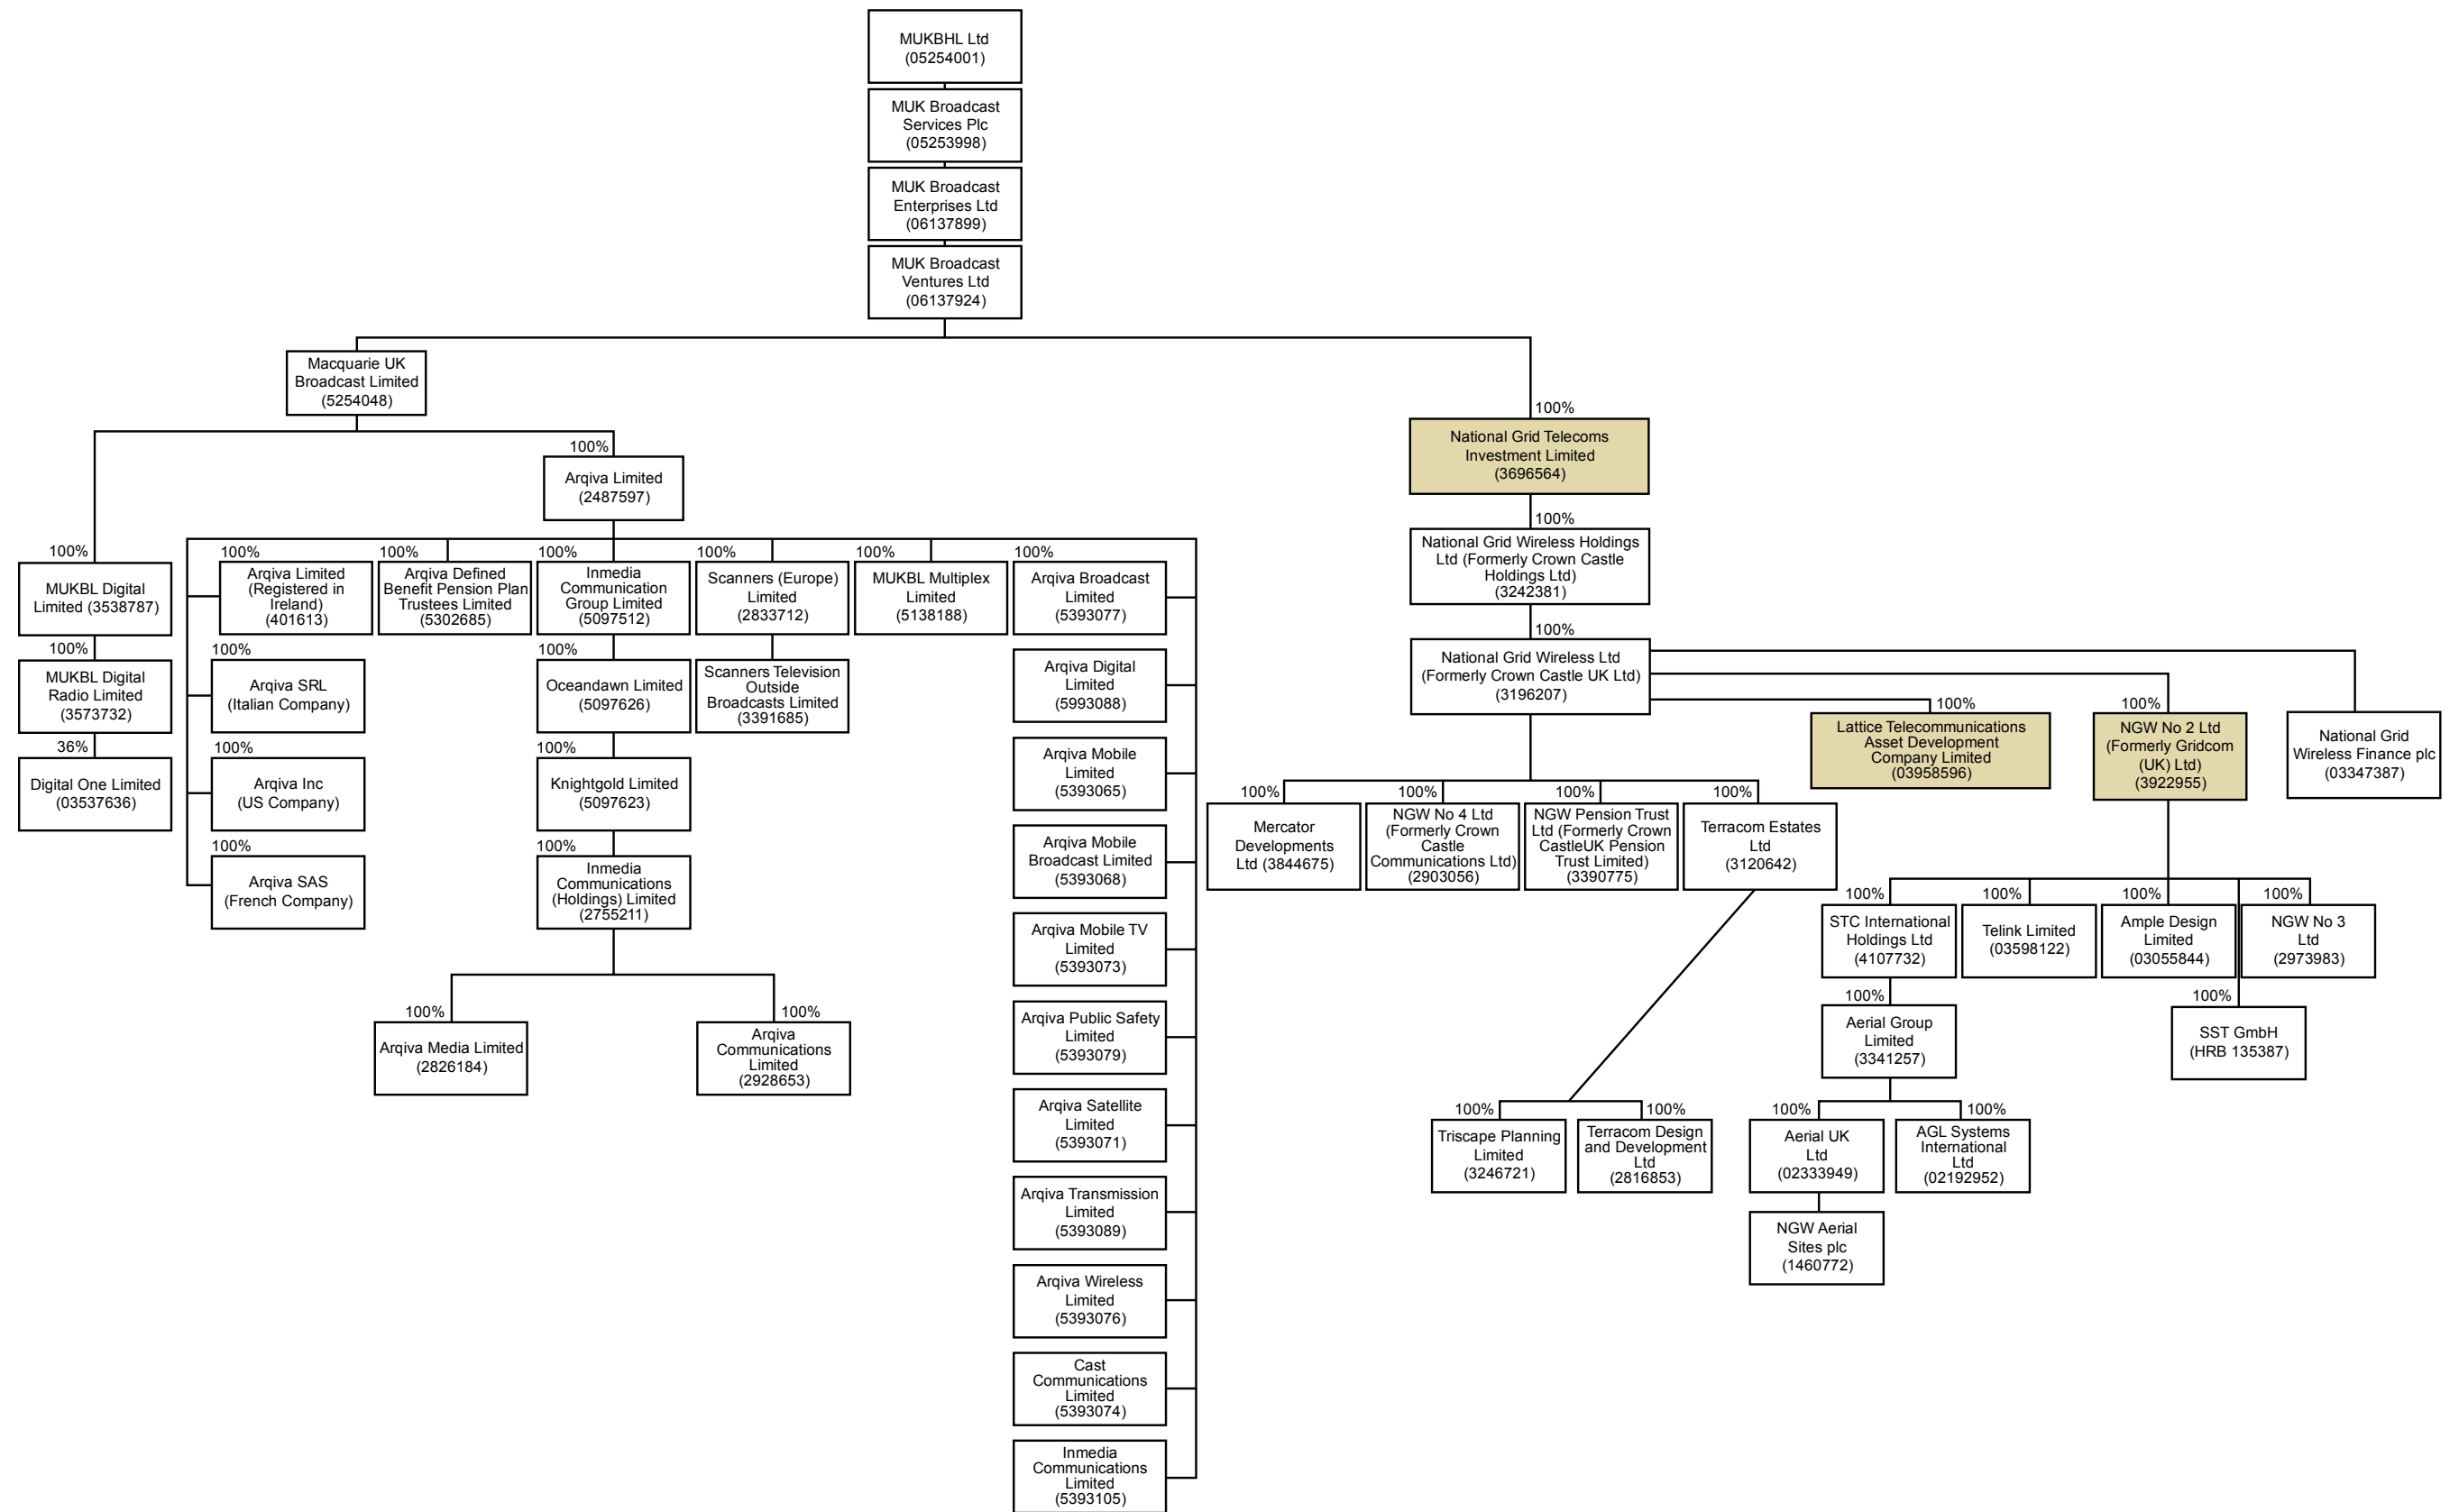 MUKBHL Ltd
(05254001)
MUK Broadcast
Services Plc
(05253998)
MUK Broadcast
Enterprises Ltd
(06137899)
MUK Broadcast
Ventures Ltd
(06137924)
Macquarie UK
Broadcast Limited
(5254048)
100%
National Grid Telecoms
Investment Limited
(3696564)
100%
Arqiva Limited
(2487597)
100%
National Grid Wireless Holdings
Ltd (Formerly Crown Castle
Holdings Ltd)
(3242381)
100%
MUKBL Digital
Limited (3538787)
100%
MUKBL Digital
Radio Limited
(3573732)
36%
Digital One Limited
(03537636)
100%
Arqiva Limited
(Registered in
Ireland)
(401613)
100%
Arqiva SRL
(Italian Company)
100%
Arqiva Inc
(US Company)
100%
Arqiva SAS
(French Company)
100%
Arqiva Defined
Benefit Pension Plan
Trustees Limited
(5302685)
100%
Inmedia
Communication
Group Limited
(5097512)
100%
Oceandawn Limited
(5097626)
100%
Knightgold Limited
(5097623)
100%
Inmedia
Communications
(Holdings) Limited
(2755211)
100%
Arqiva Media Limited
(2826184)
100%
Arqiva
Communications
Limited
(2928653)
100%
Scanners (Europe)
Limited
(2833712)
Scanners Television
Outside
Broadcasts Limited
(3391685)
100%
MUKBL Multiplex
Limited
(5138188)
100%
Arqiva Broadcast
Limited
(5393077)
Arqiva Digital
Limited
(5993088)
Arqiva Mobile
Limited
(5393065)
Arqiva Mobile
Broadcast Limited
(5393068)
Arqiva Mobile TV
Limited
(5393073)
Arqiva Public Safety
Limited
(5393079)
Arqiva Satellite
Limited
(5393071)
Arqiva Transmission
Limited
(5393089)
Arqiva Wireless
Limited
(5393076)
Cast
Communications
Limited
(5393074)
Inmedia
Communications
Limited
(5393105)
100%
National Grid Wireless Ltd
(Formerly Crown Castle UK Ltd)
(3196207)
100%
Lattice Telecommunications
Asset Development
Company Limited
(03958596)
100%
NGW No 2 Ltd
(Formerly Gridcom
(UK) Ltd)
(3922955)
National Grid
Wireless Finance plc
(03347387)
100%
Mercator
Developments
Ltd (3844675)
100%
NGW No 4 Ltd
(Formerly Crown
Castle
Communications Ltd)
(2903056)
100%
NGW Pension Trust
Ltd (Formerly Crown
CastleUK Pension
Trust Limited)
(3390775)
100%
Terracom Estates
Ltd
(3120642)
100%
STC International
Holdings Ltd
(4107732)
100%
Telink Limited
(03598122)
100%
Ample Design
Limited
(03055844)
100%
NGW No 3
Ltd
(2973983)
100%
SST GmbH
(HRB 135387)
100%
Aerial Group
Limited
(3341257)
100%
Triscape Planning
Limited
(3246721)
100%
Terracom Design
and Development
Ltd
(2816853)
100%
Aerial UK
Ltd
(02333949)
100%
AGL Systems
International
Ltd
(02192952)
NGW Aerial
Sites plc
(1460772)